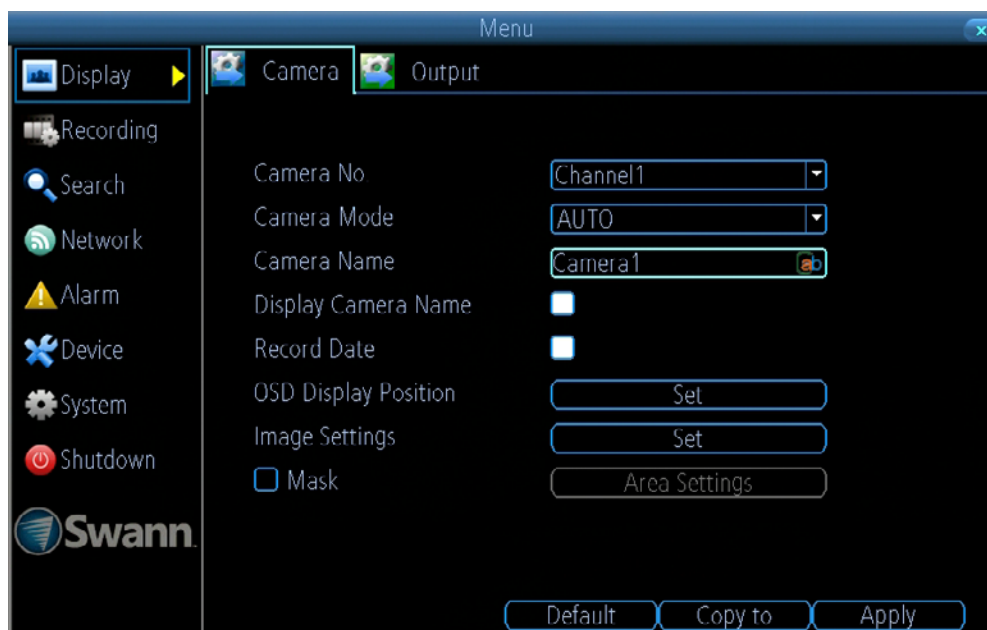 Menu
Display
Recording
Search
Network
Alarm
Device
System
Shutdown
Swann
Camera
Output
Camera No. Channel1
Camera Mode AUTO
Camera Name Camera1 ab
Display Camera Name
Record Date
OSD Display Position Set
Image Settings Set
Mask Area Settings
Default Copy to Apply